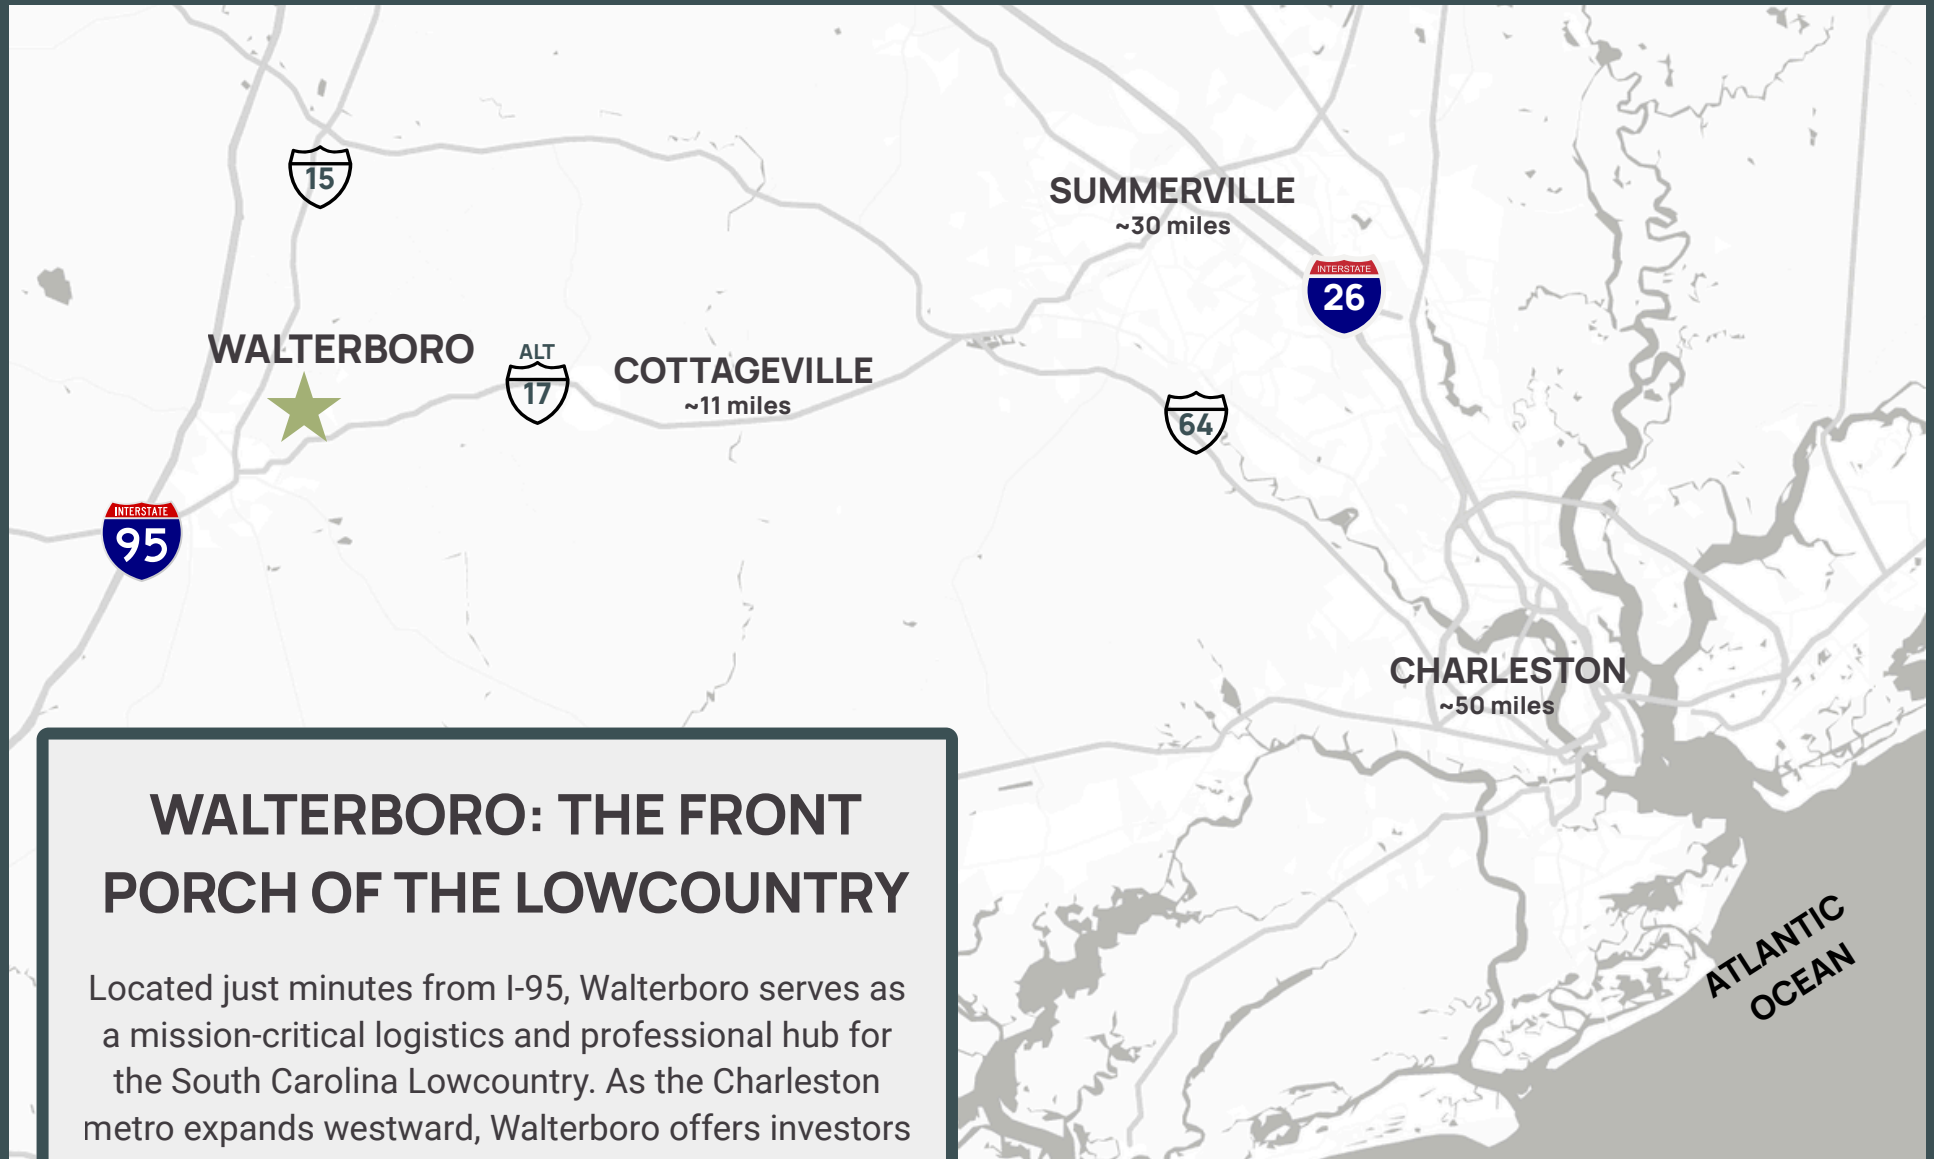 15
SUMMERVILLE
~30 miles
INTERSTATE
26
WALTERBORO
ALT
17
COTTAGEVILLE
~11 miles
64
INTERSTATE
95
CHARLESTON
~50 miles
WALTERBORO: THE FRONT
PORCH OF THE LOWCOUNTRY
Located just minutes from I-95, Walterboro serves as
a mission-critical logistics and professional hub for
the South Carolina Lowcountry. As the Charleston
metro expands westward, Walterboro offers investors
ATLANTIC
OCEAN